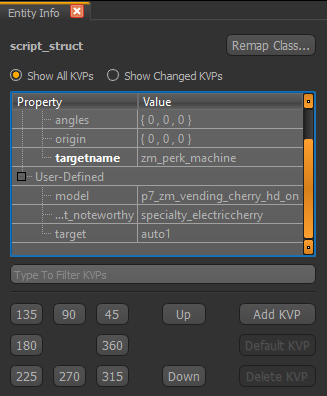 Entity Info
script_struct Remap Class...
Show All KVPs Show Changed KVPs
Property Value
angles { 0 , 0 , 0 }
origin { 0 , 0 , 0 }
targetname zm_perk_machine
User-Defined
model p7_zm_vending_cherry_hd_on
...t_noteworthy specialty_electriccherry
target auto1
Type To Filter KVPs
135 90 45 Up Add KVP
180 360 Default KVP
225 270 315 Down Delete KVP